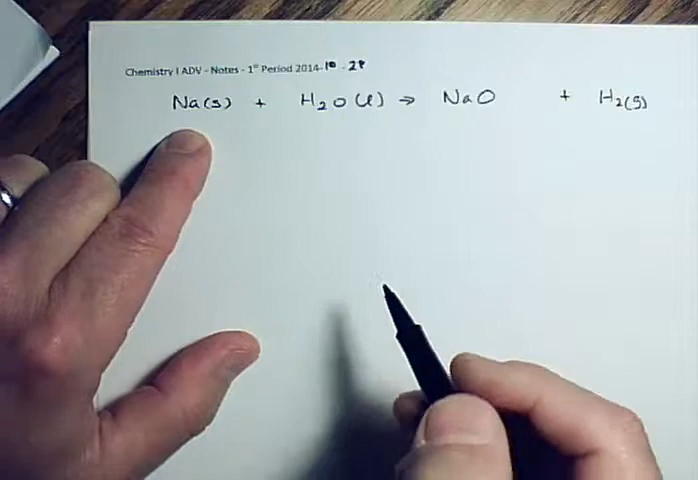 Chemistry I ADV - Notes - 1st Period 2014-10 - 28
Na(s) + H₂O(l) → NaO + H₂(g)